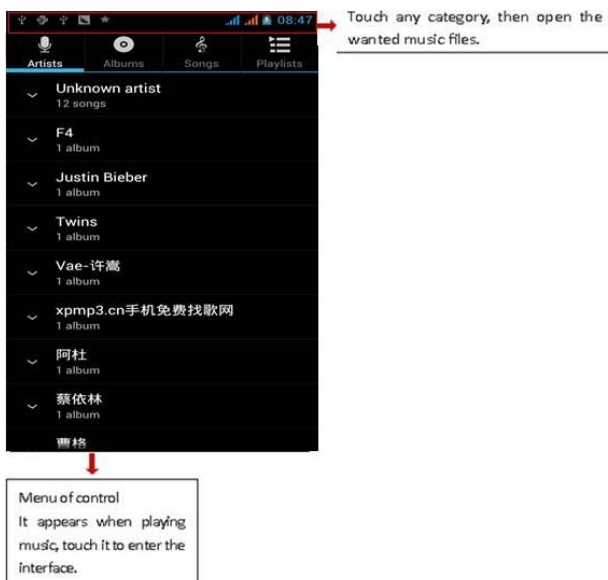 08:47
Touch any category, then open the
wanted music files.
Artists Albums Songs Playlists
Unknown artist
12 songs
F4
1 album
Justin Bieber
1 album
Twins
1 album
Vae-许嵩
1 album
xpmp3.cn手机免费找歌网
1 album
阿杜
1 album
蔡依林
1 album
曹格
Menu of control
It appears when playing
music, touch it to enter the
interface.